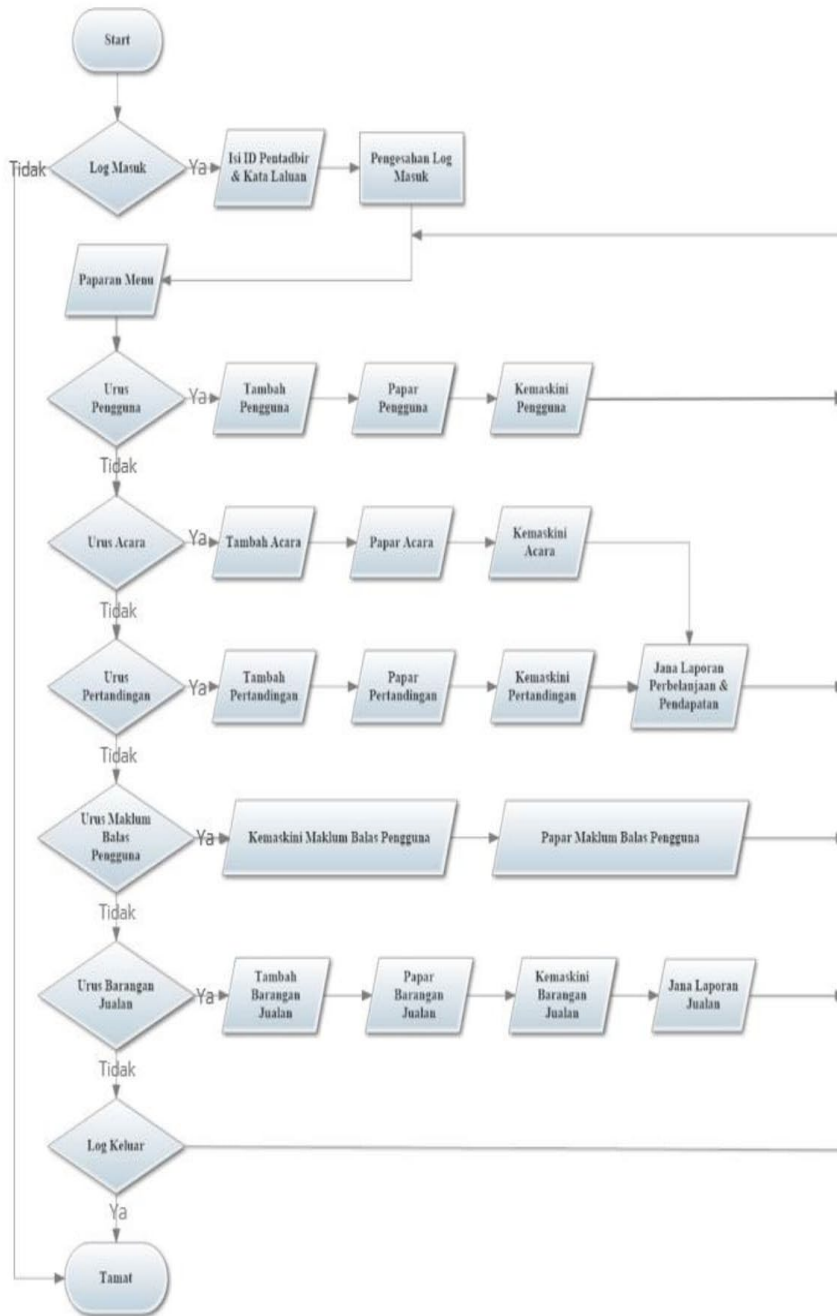 Start
Tidak
Log Masuk
Ya
Isi ID Pentadbir
& Kata Laluan
Pengesahan Log
Masuk
Paparan Menu
Urus
Pengguna
Ya
Tambah
Pengguna
Papar
Pengguna
Kemaskini
Pengguna
Tidak
Urus Acara
Ya
Tambah Acara
Papar Acara
Kemaskini
Acara
Tidak
Urus
Pertandingan
Ya
Tambah
Pertandingan
Papar
Pertandingan
Kemaskini
Pertandingan
Jana Laporan
Perbelanjaan &
Pendapatan
Tidak
Urus Maklum
Balas
Pengguna
Ya
Kemaskini Maklum Balas Pengguna
Papar Maklum Balas Pengguna
Tidak
Urus Barangan
Jualan
Ya
Tambah
Barangan
Jualan
Papar
Barangan
Jualan
Kemaskini
Barangan
Jualan
Jana Laporan
Jualan
Tidak
Log Keluar
Ya
Tamat